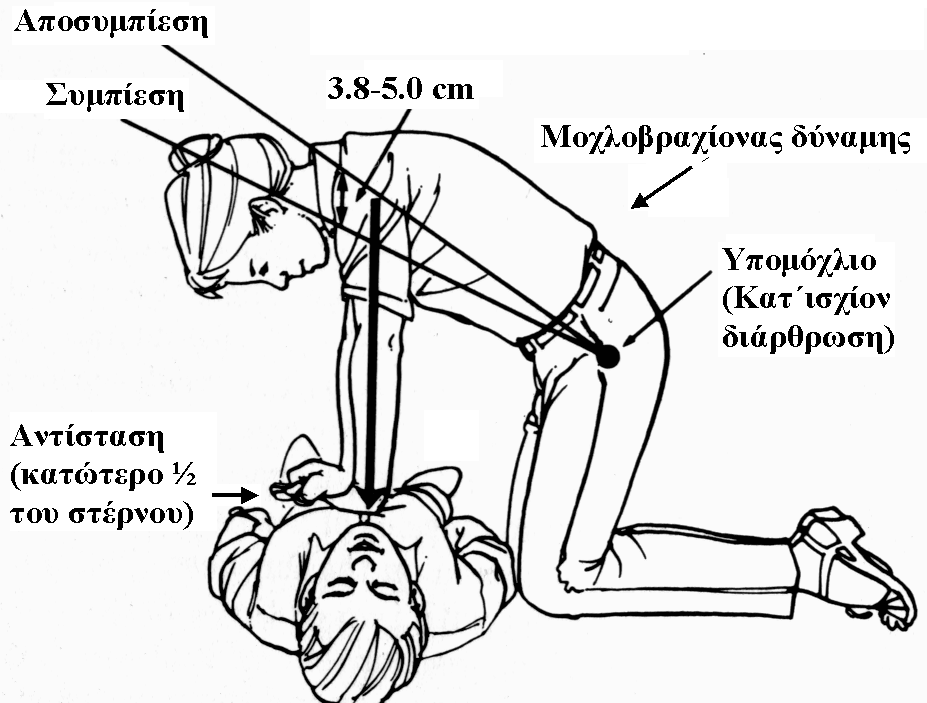 Αποσυμπίεση
Συμπίεση
3.8-5.0 cm
Μοχλοβραχίονας δύναμης
Υπομόχλιο
(Κατ΄ισχίον
διάρθρωση)
Αντίσταση
(κατώτερο ½
του στέρνου)